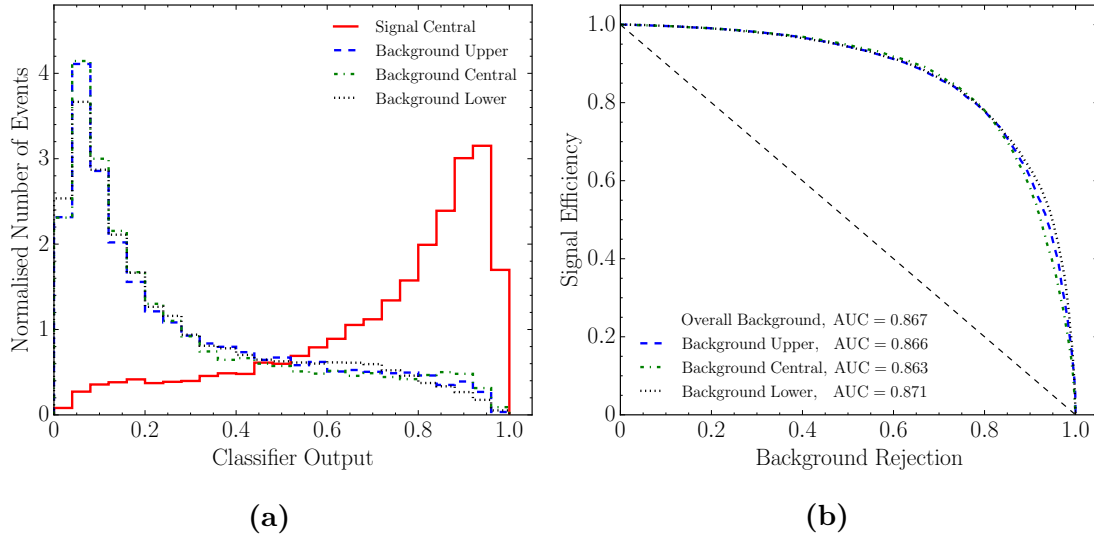 Signal Central
Background Upper
Background Central
Background Lower
Normalised Number of Events
4
3
2
1
0
0 0.2 0.4 0.6 0.8 1.0
Classifier Output
(a)
Signal Efficiency
1.0
0.8
0.6
0.4
0.2
0
Overall Background, AUC = 0.867
Background Upper, AUC = 0.866
Background Central, AUC = 0.863
Background Lower, AUC = 0.871
0 0.2 0.4 0.6 0.8 1.0
Background Rejection
(b)